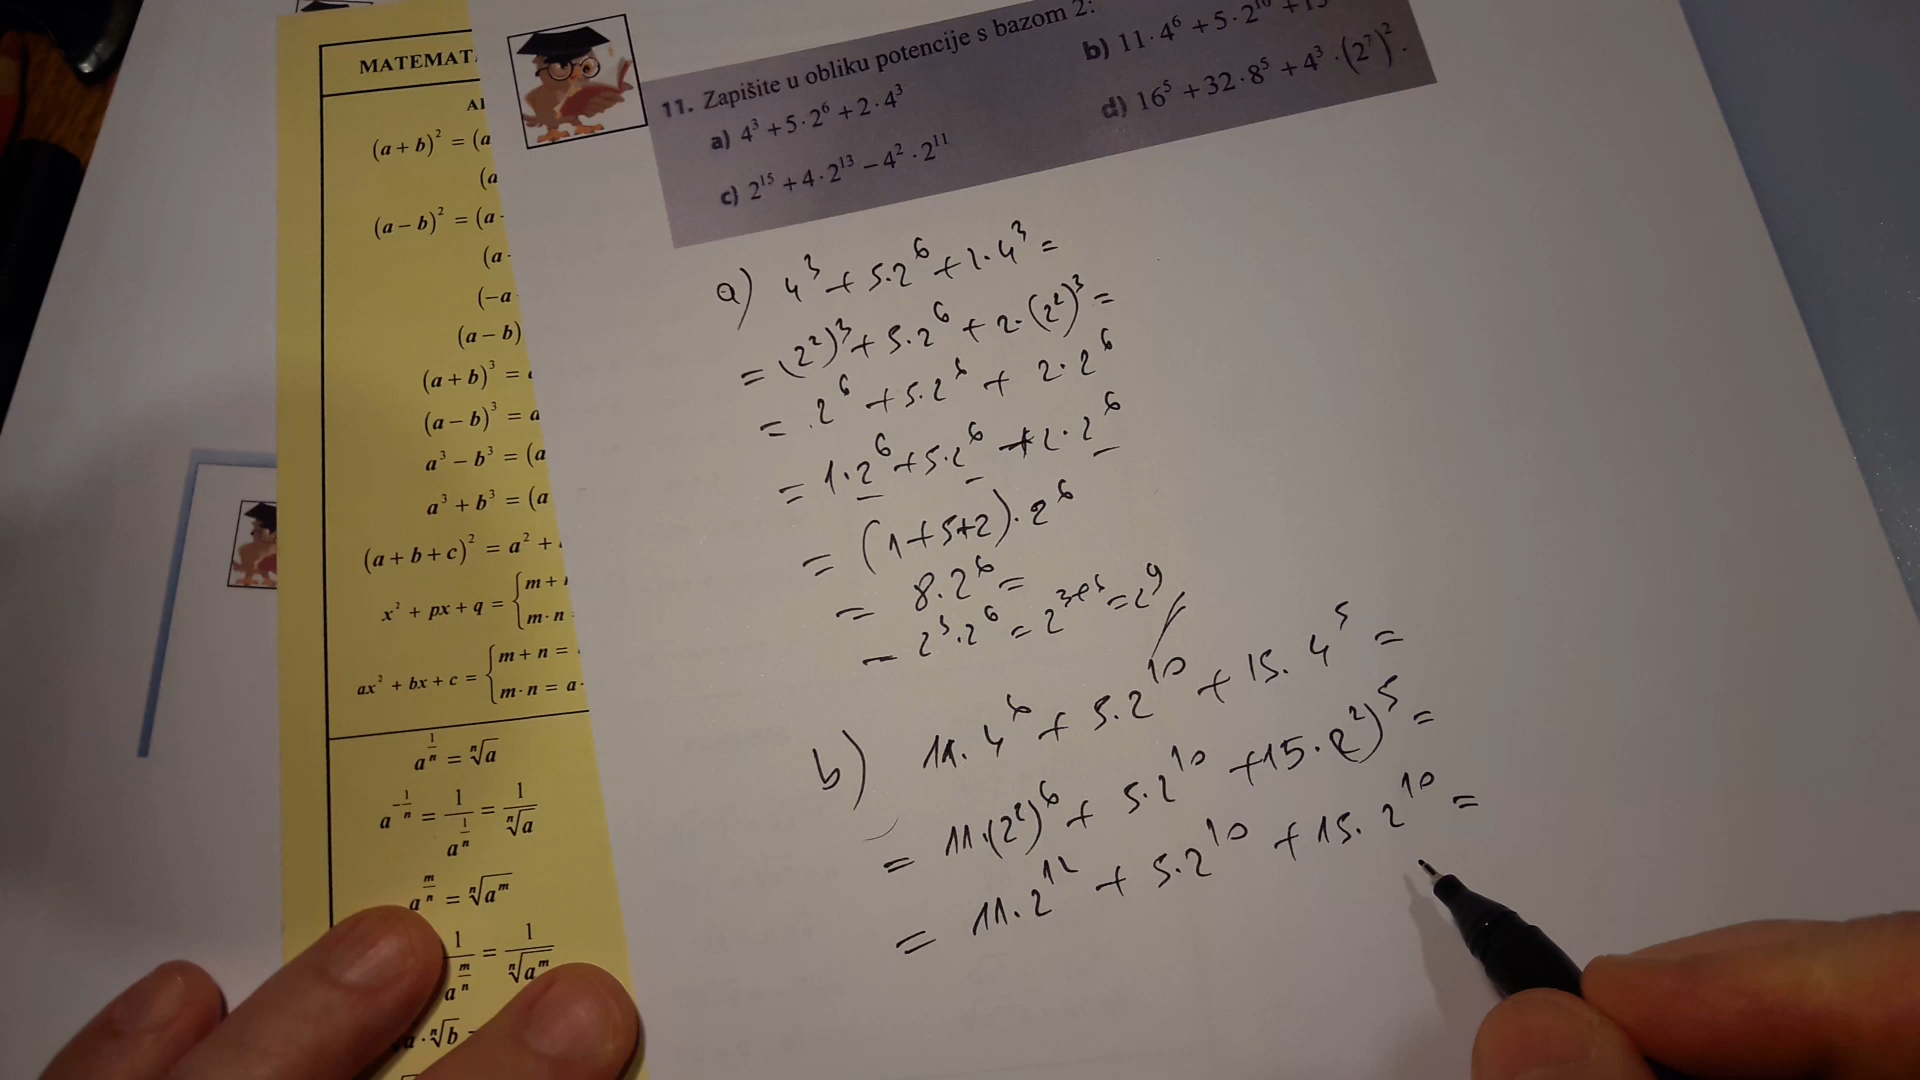 MATEMAT
(a + b)² = (a
(a
(a − b)² = (a -
(a -
(−a
(a − b)
(a + b)³ =
(a − b)³ = a
a³ − b³ = (a
a³ + b³ = (a
(a + b + c)² = a² +
x² + px + q = { m +
m · n =
ax² + bx + c = { m + n =
m · n = a ·
a^(1/n) = ⁿ√a
a^(−1/n) = 1/a^(1/n) = 1/ⁿ√a
a^(m/n) = ⁿ√a^m
1/a^(m/n) = 1/ⁿ√a^m
a · ⁿ√b
11. Zapišite u obliku potencije s bazom 2:
a) 4³ + 5 · 2⁶ + 2 · 4³
b) 11 · 4⁶ + 5 · 2¹⁰ + 15
c) 2¹⁵ + 4 · 2¹³ − 4² · 2¹¹
d) 16⁵ + 32 · 8⁵ + 4³ · (2⁷)².
a) 4³ + 5·2⁶ + 2·4³ =
= (2²)³ + 5·2⁶ + 2·(2²)³ =
= 2⁶ + 5·2⁶ + 2·2⁶
= 1·2⁶ + 5·2⁶ + 2·2⁶
= (1+5+2)·2⁶
= 8·2⁶ =
= 2³·2⁶ = 2³⁺⁶ = 2⁹
b) 11·4⁶ + 5·2¹⁰ + 15·4⁵ =
= 11·(2²)⁶ + 5·2¹⁰ + 15·(2²)⁵ =
= 11·2¹² + 5·2¹⁰ + 15·2¹⁰ =